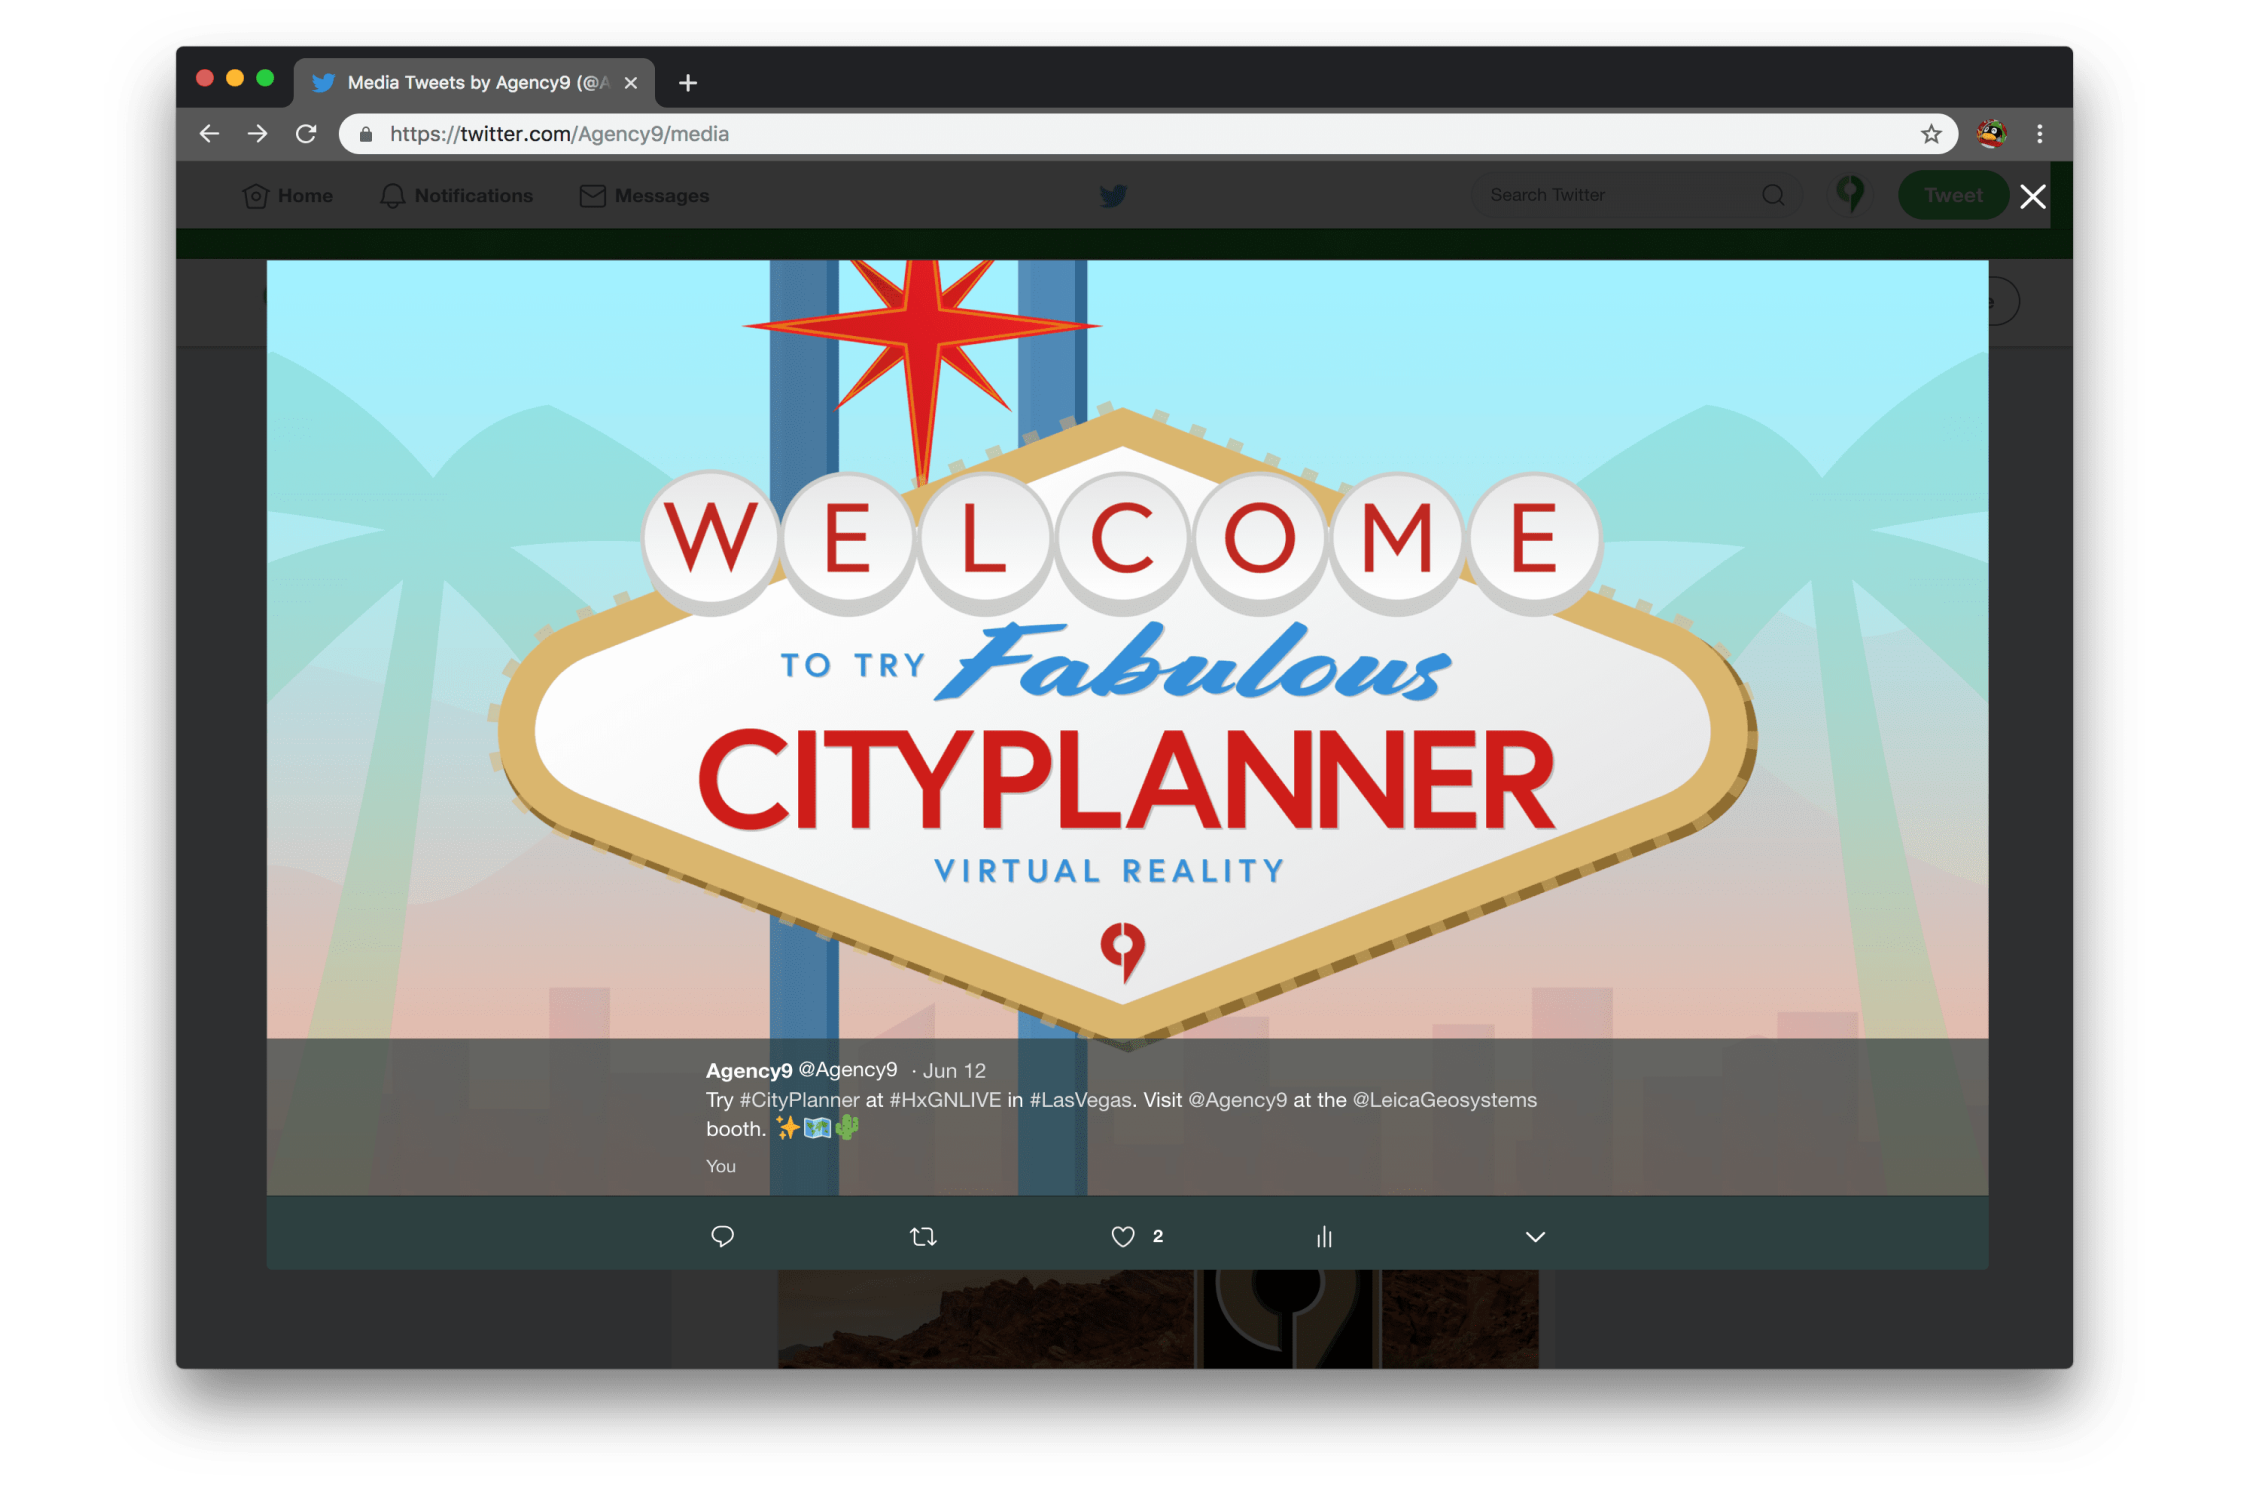 Media Tweets by Agency9 (@A
https://twitter.com/Agency9/media
Home Notifications Messages Search Twitter Tweet
WELCOME
TO TRY Fabulous
CITYPLANNER
VIRTUAL REALITY
Agency9 @Agency9 · Jun 12
Try #CityPlanner at #HxGNLIVE in #LasVegas. Visit @Agency9 at the @LeicaGeosystems
booth.
You
2